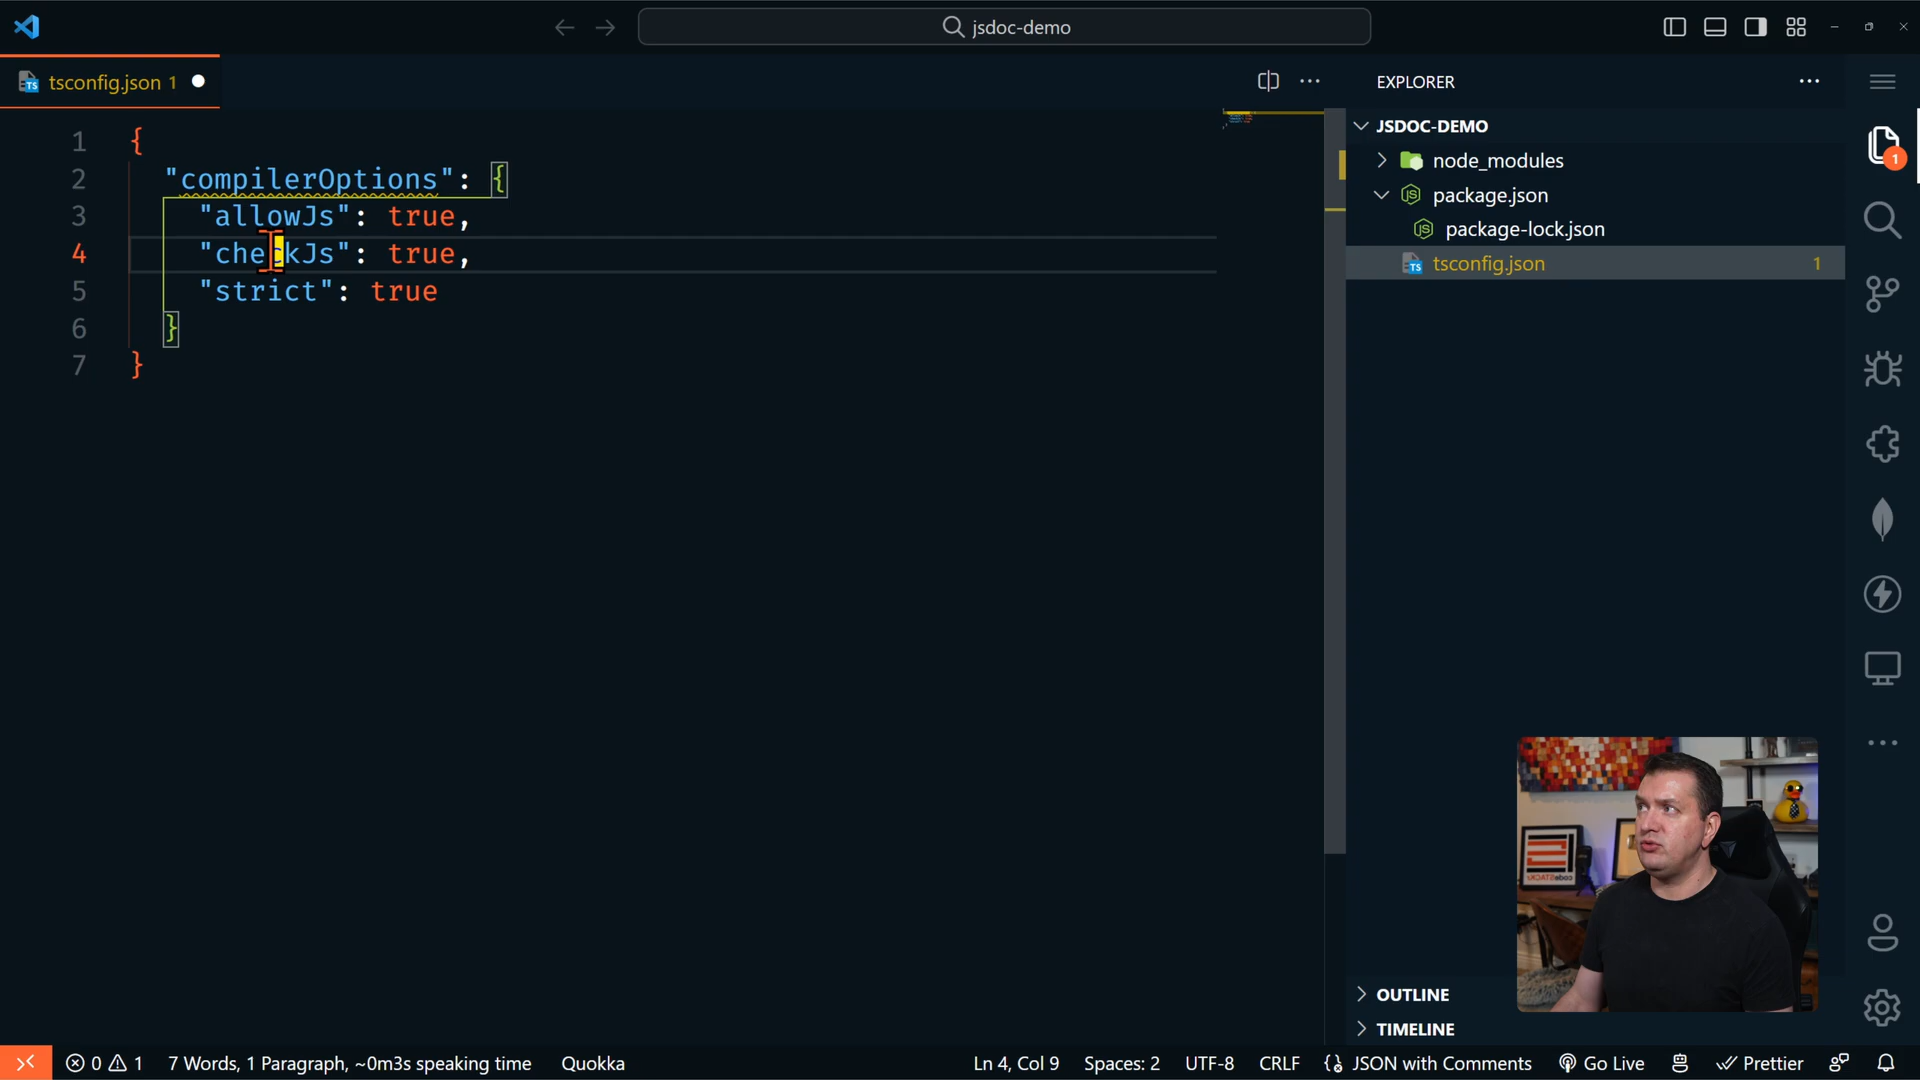 jsdoc-demo
tsconfig.json 1
EXPLORER
1 {
2 "compilerOptions": {
3 "allowJs": true,
4 "checkJs": true,
5 "strict": true
6 }
7 }
JSDOC-DEMO
node_modules
package.json
package-lock.json
tsconfig.json 1
1
OUTLINE
TIMELINE
0 1 7 Words, 1 Paragraph, ~0m3s speaking time Quokka Ln 4, Col 9 Spaces: 2 UTF-8 CRLF JSON with Comments Go Live Prettier